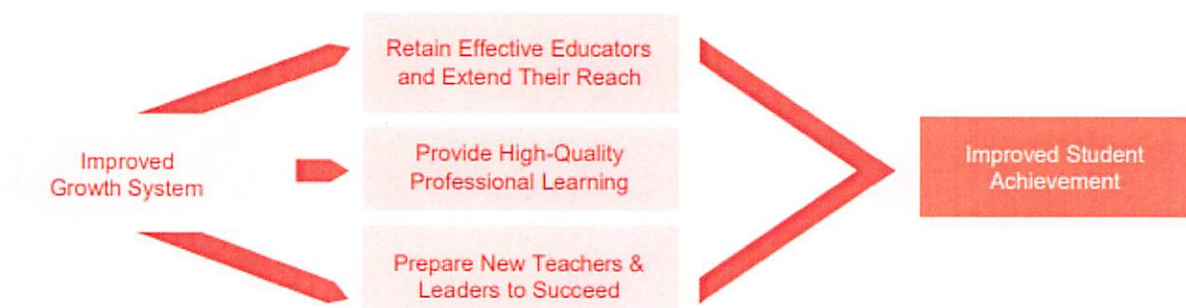 Improved
Growth System
Retain Effective Educators
and Extend Their Reach
Provide High-Quality
Professional Learning
Prepare New Teachers &
Leaders to Succeed
Improved Student
Achievement